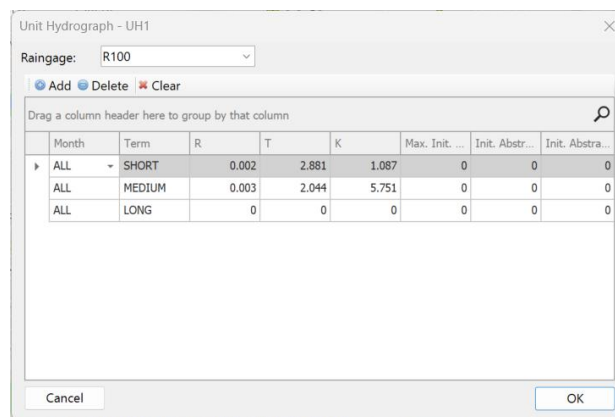 Unit Hydrograph - UH1
Raingage: R100
Add Delete Clear
Drag a column header here to group by that column
Month Term R T K Max. Init. ... Init. Abstr... Init. Abstra...
ALL SHORT 0.002 2.881 1.087 0 0 0
ALL MEDIUM 0.003 2.044 5.751 0 0 0
ALL LONG 0 0 0 0 0 0
Cancel OK